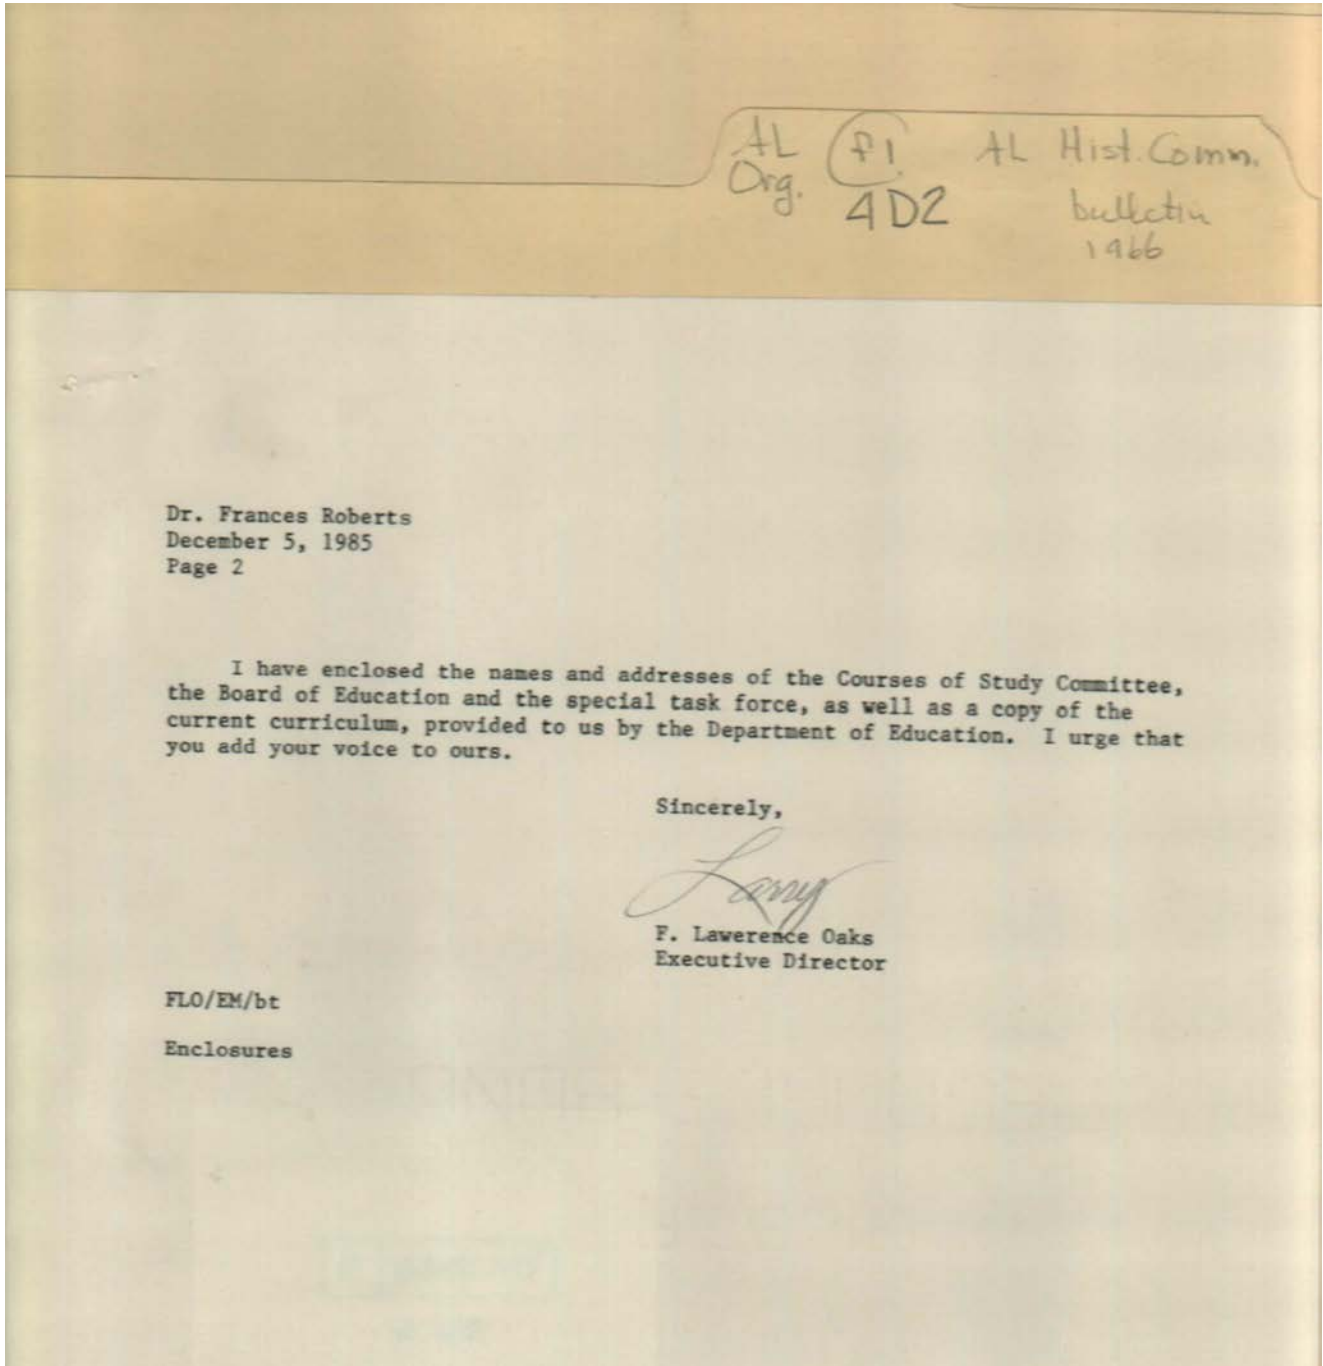 AL f1 AL Hist. Comm.
Org. 4D2 bulletin
1966
Dr. Frances Roberts
December 5, 1985
Page 2
I have enclosed the names and addresses of the Courses of Study Committee,
the Board of Education and the special task force, as well as a copy of the
current curriculum, provided to us by the Department of Education. I urge that
you add your voice to ours.
Sincerely,
Larry
F. Lawerence Oaks
Executive Director
FLO/EM/bt
Enclosures